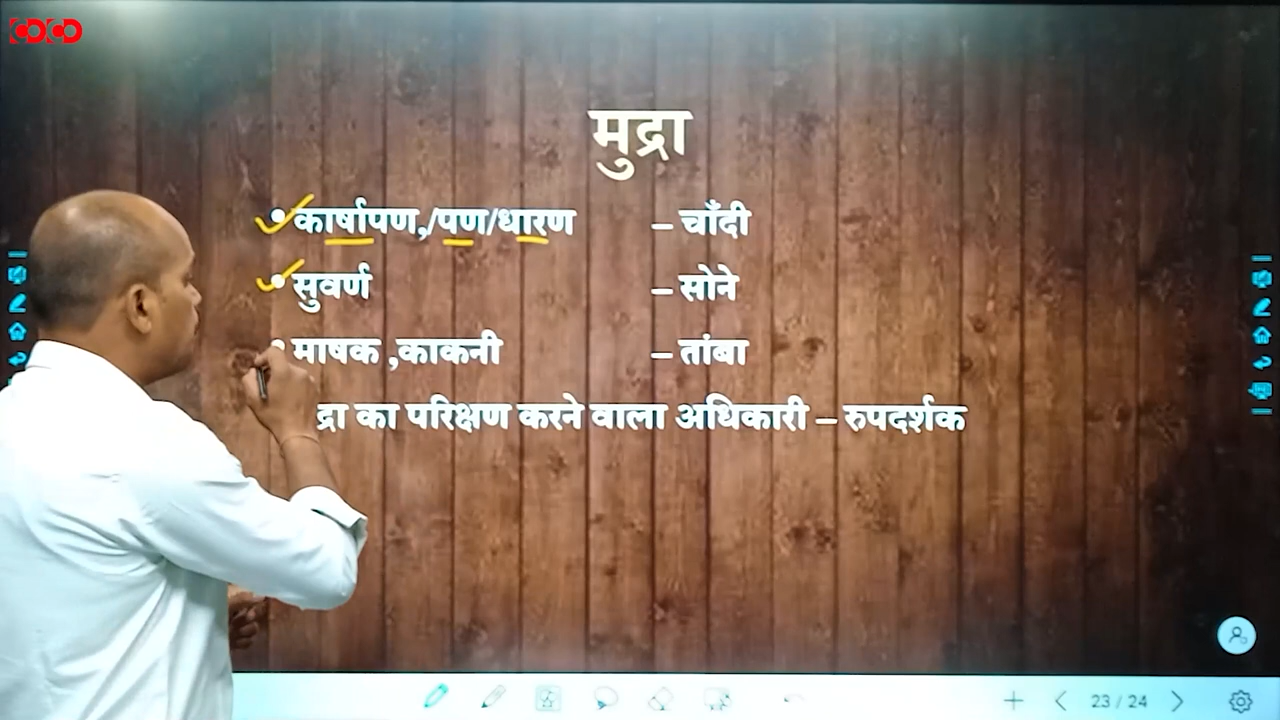 मुद्रा
कार्षापण,/पण/धारण – चाँदी
सुवर्ण – सोने
माषक ,काकनी – तांबा
का परिक्षण करने वाला अधिकारी – रुपदर्शक
23 / 24